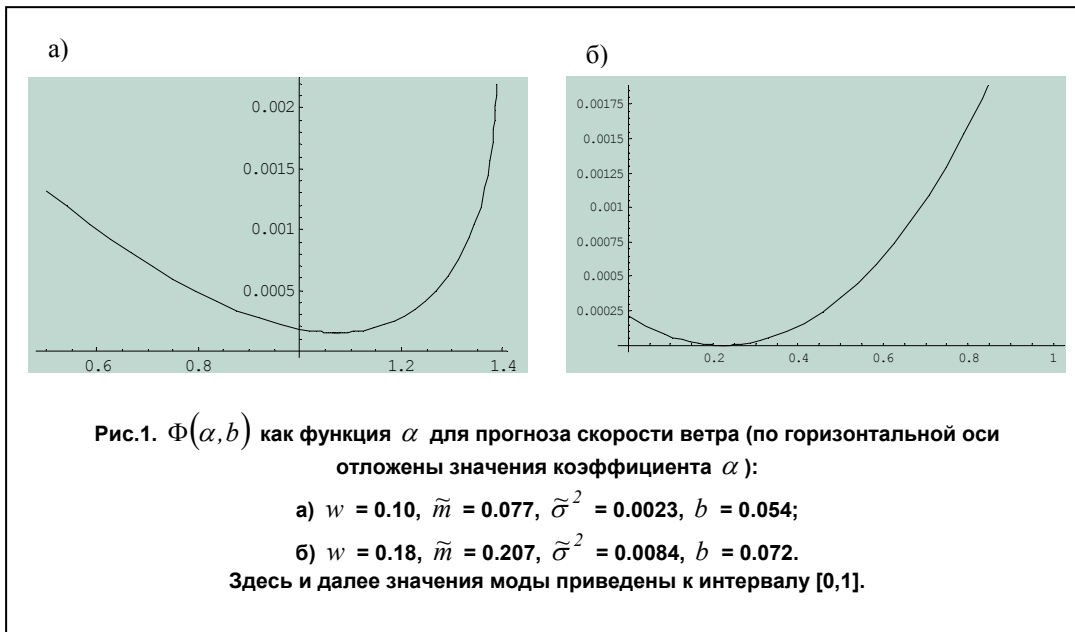 а)
0.002
0.0015
0.001
0.0005
0.6 0.8 1.2 1.4
б)
0.00175
0.0015
0.00125
0.001
0.00075
0.0005
0.00025
0.2 0.4 0.6 0.8 1
Рис.1. Φ(α,b) как функция α для прогноза скорости ветра (по горизонтальной оси
отложены значения коэффициента α ):
а) w = 0.10, m̃ = 0.077, σ̃² = 0.0023, b = 0.054;
б) w = 0.18, m̃ = 0.207, σ̃² = 0.0084, b = 0.072.
Здесь и далее значения моды приведены к интервалу [0,1].